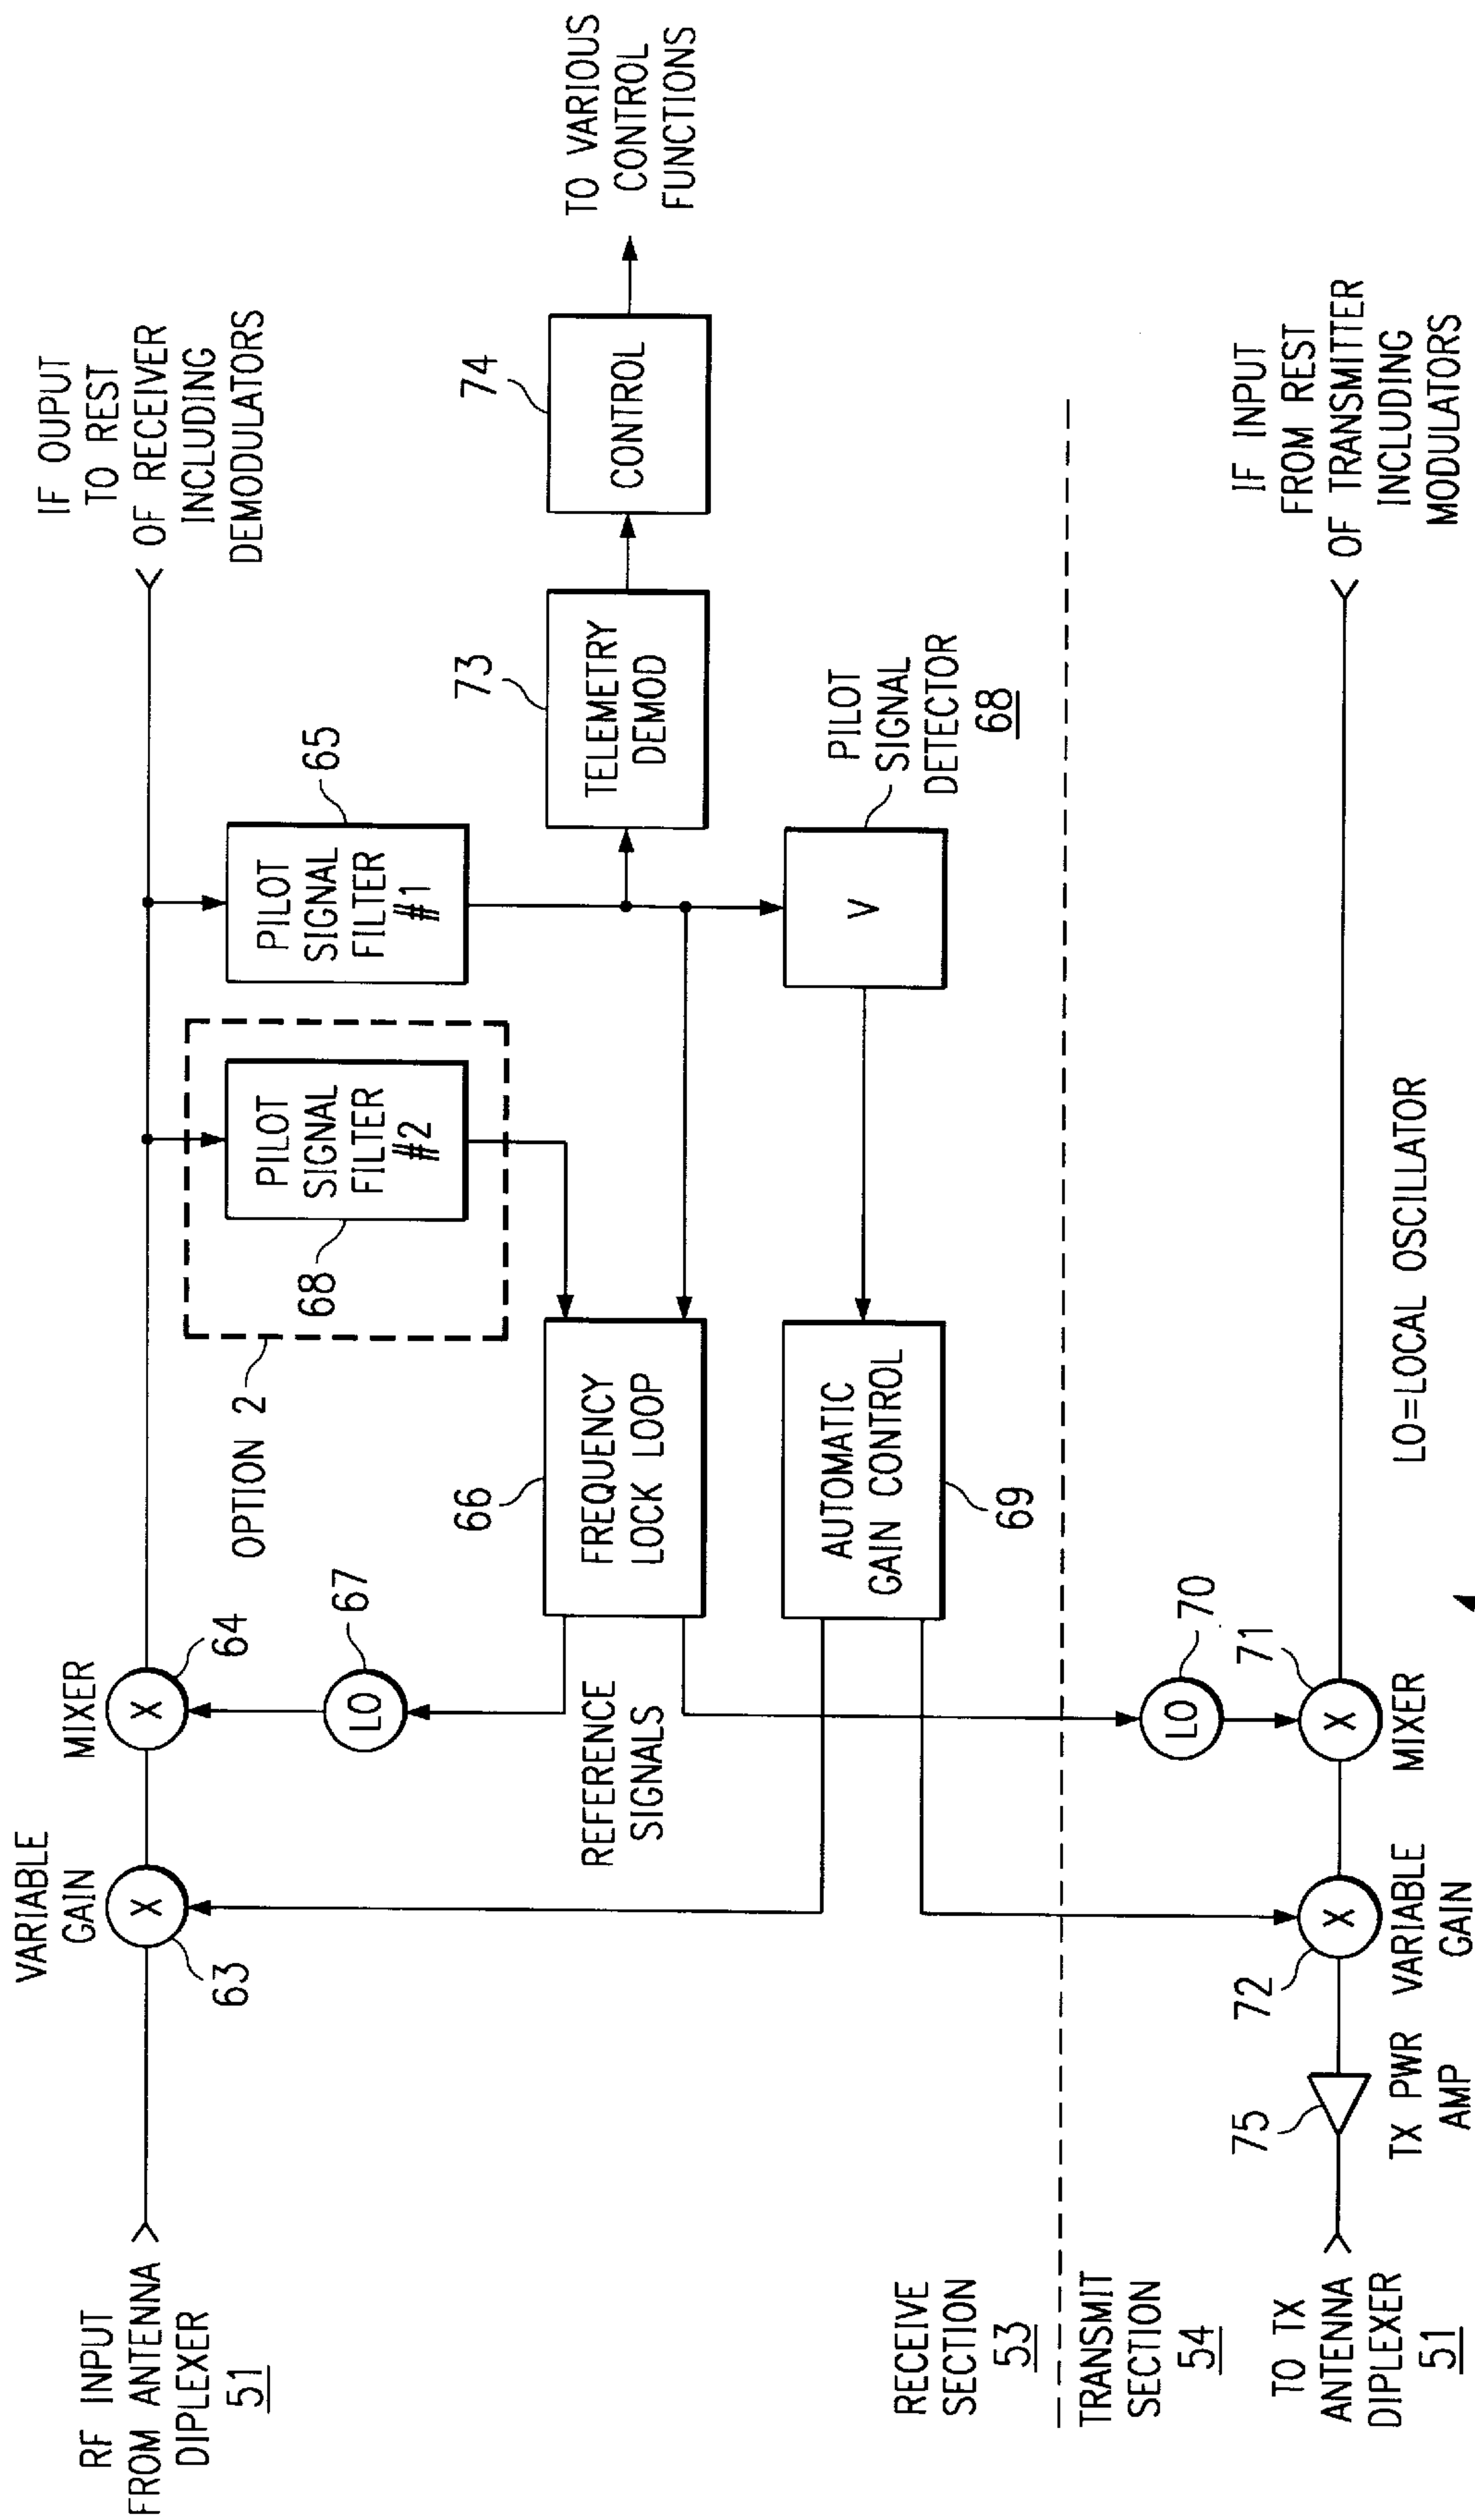 RF INPUT
FROM ANTENNA
DIPLEXER
51
VARIABLE
GAIN
X
63
MIXER
X
64
IF OUPUT
TO REST
OF RECEIVER
INCLUDING
DEMODULATORS
LO
67
OPTION 2
PILOT
SIGNAL
FILTER
#2
68
PILOT
SIGNAL
FILTER
#1
65
REFERENCE
SIGNALS
66
FREQUENCY
LOCK LOOP
73
TELEMETRY
DEMOD
74
CONTROL
TO VARIOUS
CONTROL
FUNCTIONS
AUTOMATIC
GAIN CONTROL
69
V
PILOT
SIGNAL
DETECTOR
68
RECEIVE
SECTION
53
TRANSMIT
SECTION
54
LO
70
TO TX
ANTENNA
DIPLEXER
51
75
TX PWR
AMP
72
X
VARIABLE
GAIN
71
X
MIXER
LO=LOCAL OSCILLATOR
IF INPUT
FROM REST
OF TRANSMITTER
INCLUDING
MODULATORS